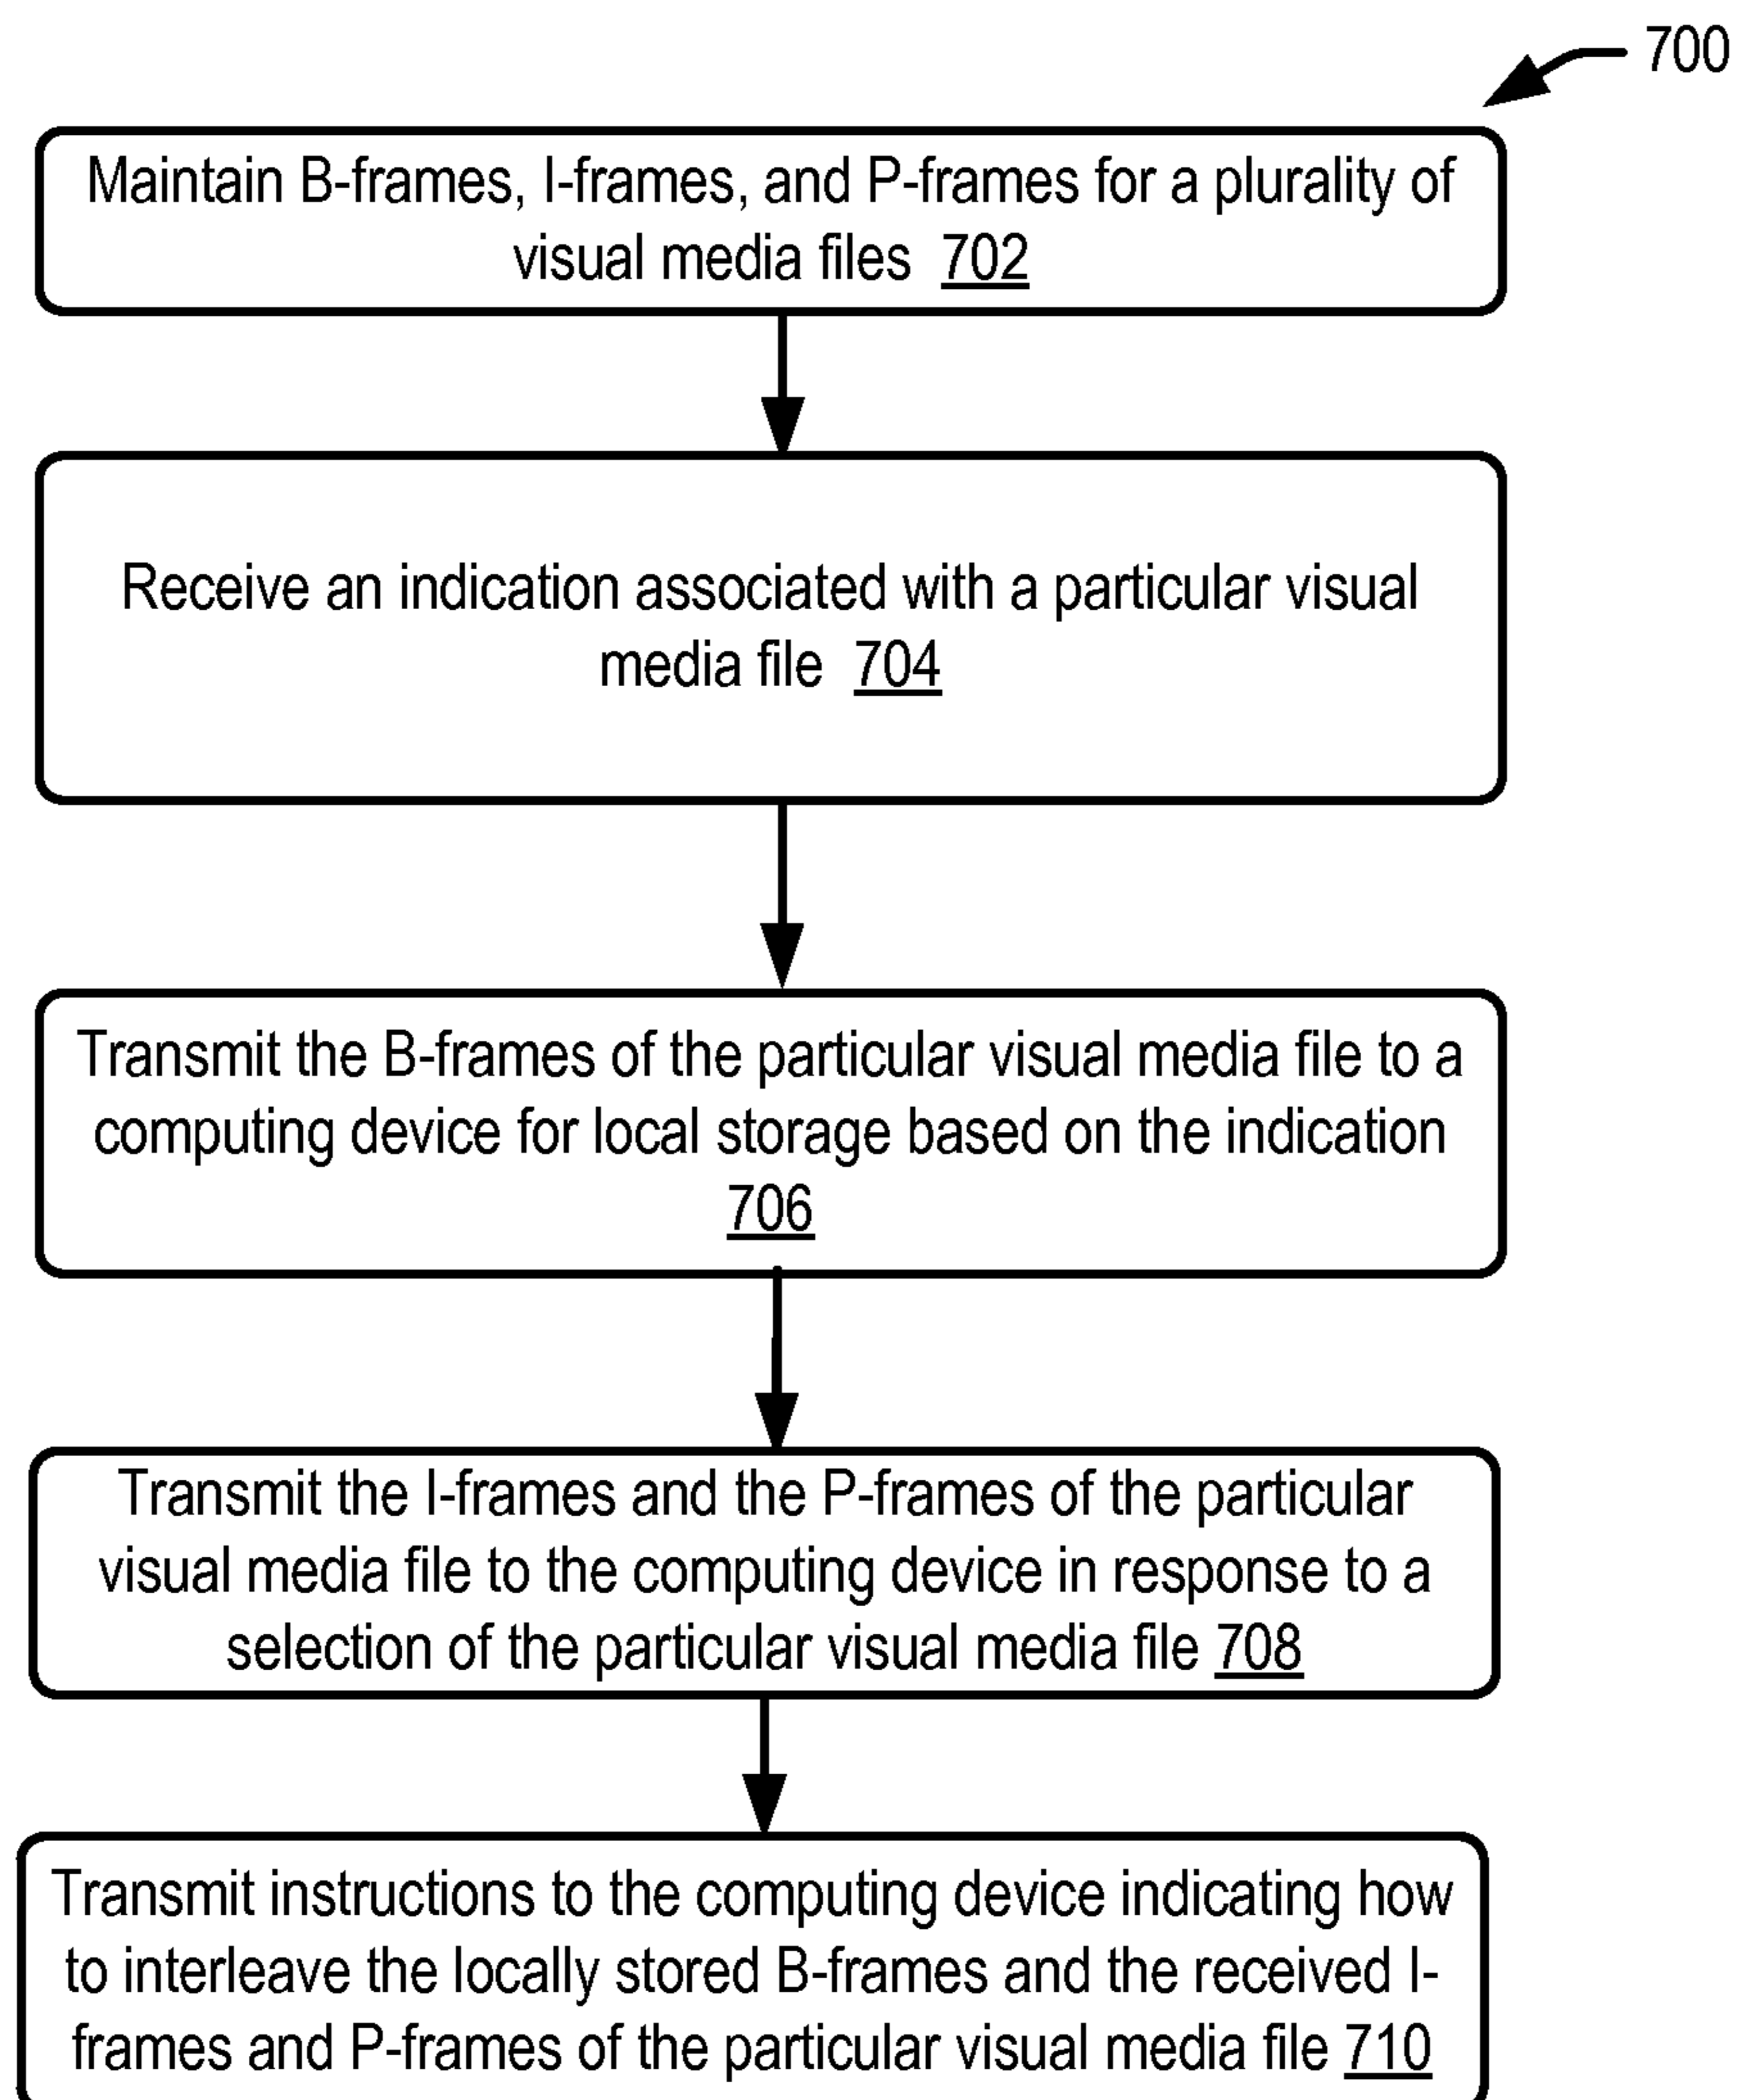 700
Maintain B-frames, I-frames, and P-frames for a plurality of
visual media files 702
Receive an indication associated with a particular visual
media file 704
Transmit the B-frames of the particular visual media file to a
computing device for local storage based on the indication
706
Transmit the I-frames and the P-frames of the particular
visual media file to the computing device in response to a
selection of the particular visual media file 708
Transmit instructions to the computing device indicating how
to interleave the locally stored B-frames and the received I-
frames and P-frames of the particular visual media file 710